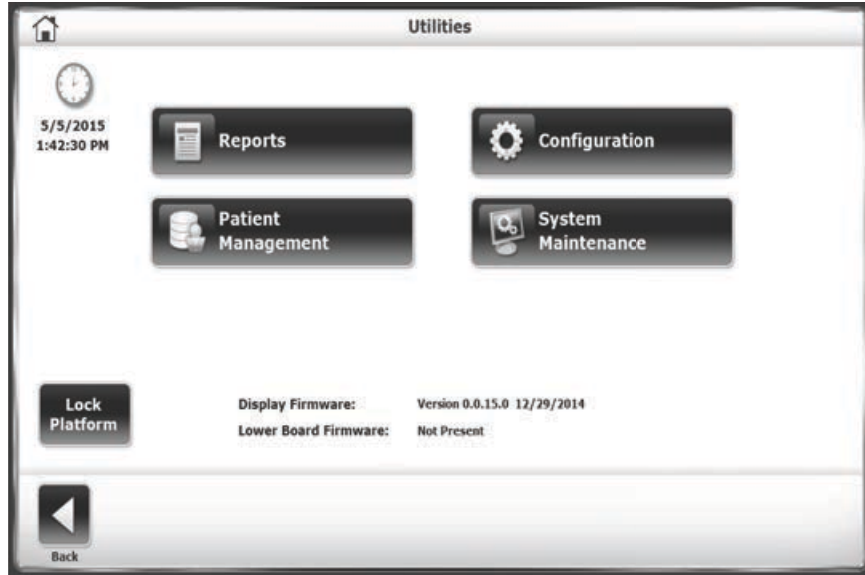 Utilities
5/5/2015
1:42:30 PM
Reports
Configuration
Patient
Management
System
Maintenance
Lock
Platform
Display Firmware: Version 0.0.15.0 12/29/2014
Lower Board Firmware: Not Present
Back